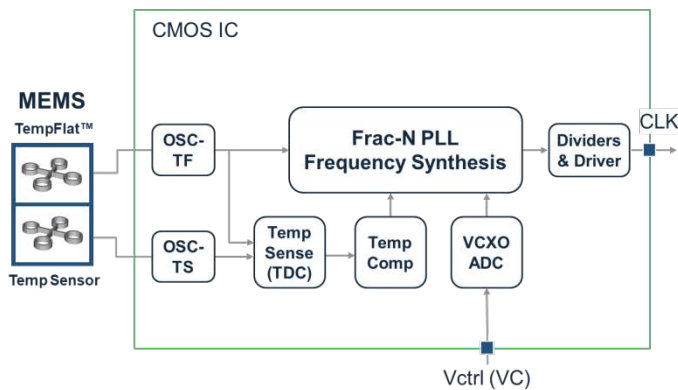 CMOS IC
MEMS
TempFlat™
OSC-
TF
Frac-N PLL
Frequency Synthesis
Dividers
& Driver
CLK
OSC-
TS
Temp
Sense
(TDC)
Temp
Comp
VCXO
ADC
Temp Sensor
Vctrl (VC)